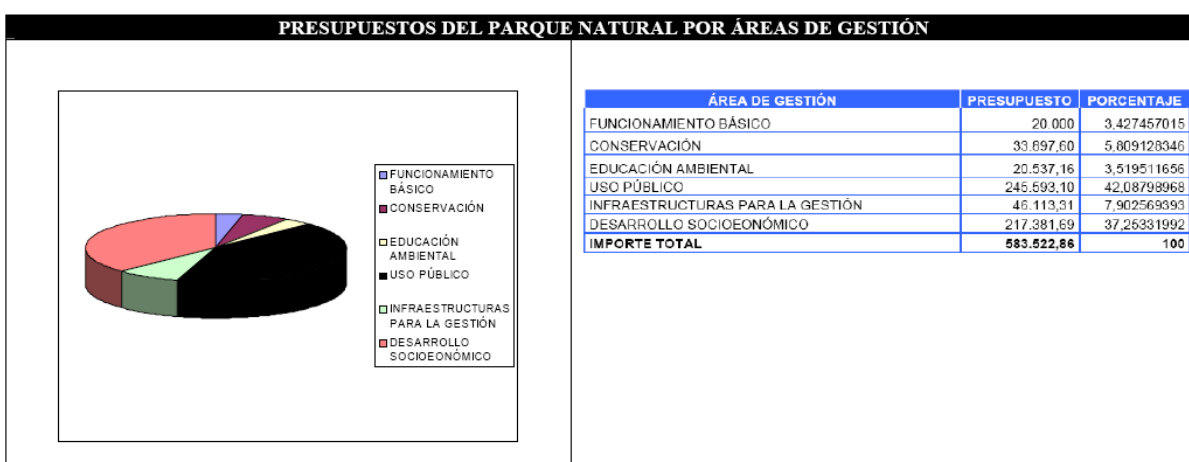 PRESUPUESTOS DEL PARQUE NATURAL POR ÁREAS DE GESTIÓN
FUNCIONAMIENTO
BÁSICO
CONSERVACIÓN
EDUCACIÓN
AMBIENTAL
USO PÚBLICO
INFRAESTRUCTURAS
PARA LA GESTIÓN
DESARROLLO
SOCIOECONÓMICO
ÁREA DE GESTIÓN PRESUPUESTO PORCENTAJE
FUNCIONAMIENTO BÁSICO 20.000 3,427457015
CONSERVACIÓN 33.897,60 5,809128346
EDUCACIÓN AMBIENTAL 20.537,16 3,519511656
USO PÚBLICO 245.593,10 42,08798968
INFRAESTRUCTURAS PARA LA GESTIÓN 46.113,31 7,902569393
DESARROLLO SOCIOEONÓMICO 217.381,69 37,25331992
IMPORTE TOTAL 583.522,86 100